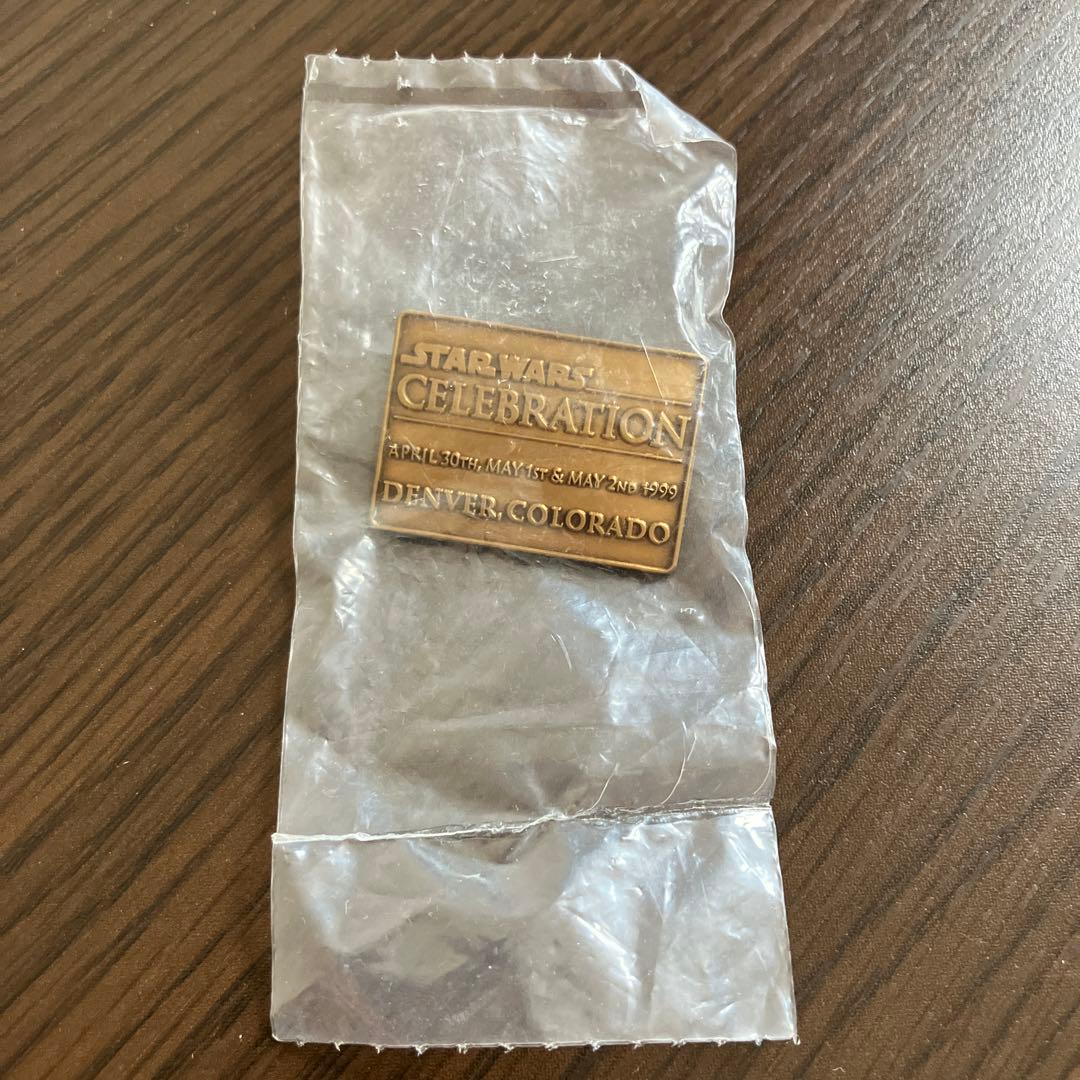 STAR WARS
CELEBRATION
APRIL 30TH, MAY 1ST & MAY 2ND 1999
DENVER, COLORADO